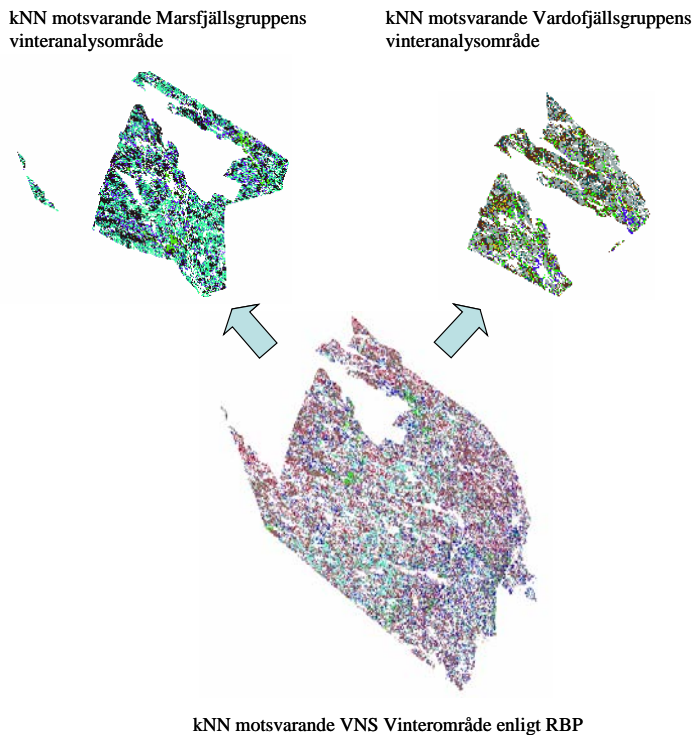 kNN motsvarande Marsfjällsgruppens
vinteranalysområde
kNN motsvarande Vardofjällsgruppens
vinteranalysområde
kNN motsvarande VNS Vinterområde enligt RBP